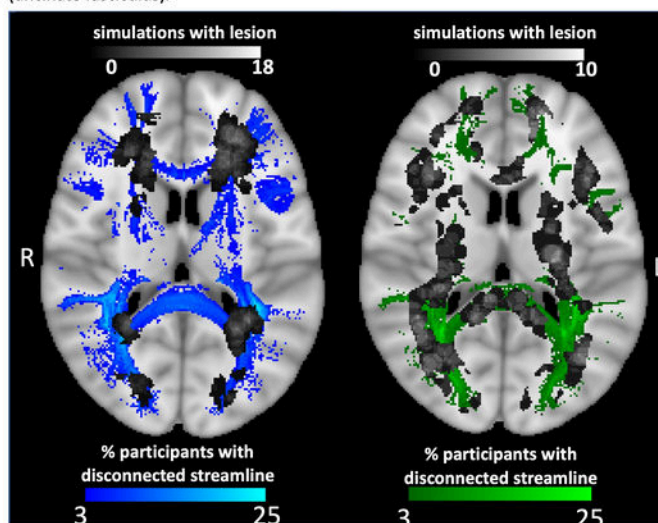 simulations with lesion
0 18
R
% participants with
disconnected streamline
3 25
simulations with lesion
0 10
% participants with
disconnected streamline
3 25